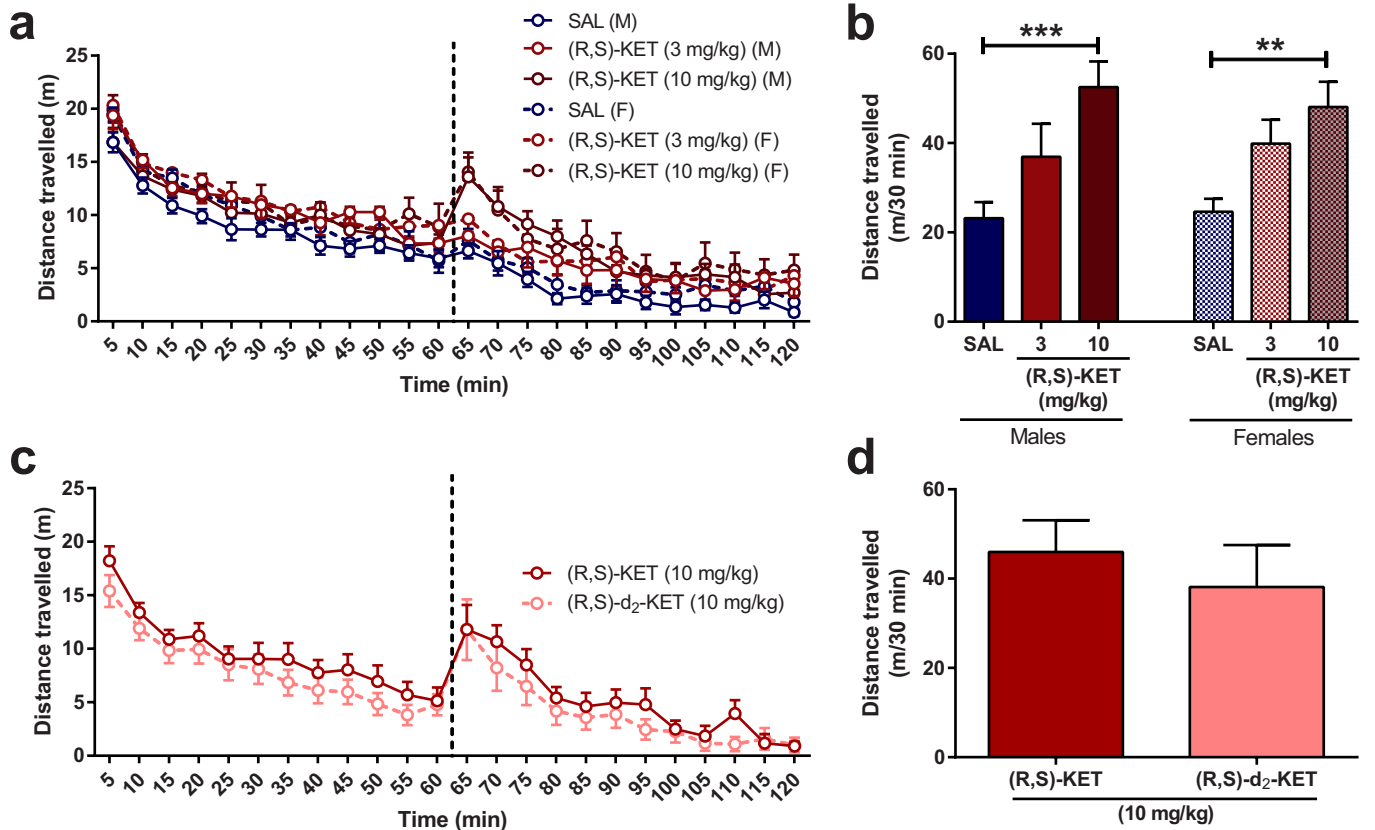 a
SAL (M)
(R,S)-KET (3 mg/kg) (M)
(R,S)-KET (10 mg/kg) (M)
SAL (F)
(R,S)-KET (3 mg/kg) (F)
(R,S)-KET (10 mg/kg) (F)
Distance travelled (m)
25
20
15
10
5
0
5 10 15 20 25 30 35 40 45 50 55 60 65 70 75 80 85 90 95 100 105 110 115 120
Time (min)
b
*** **
Distance travelled
(m/30 min)
60
40
20
0
SAL 3 10 SAL 3 10
(R,S)-KET (R,S)-KET
(mg/kg) (mg/kg)
Males Females
c
(R,S)-KET (10 mg/kg)
(R,S)-d₂-KET (10 mg/kg)
Distance travelled (m)
25
20
15
10
5
0
5 10 15 20 25 30 35 40 45 50 55 60 65 70 75 80 85 90 95 100 105 110 115 120
Time (min)
d
Distance travelled
(m/30 min)
60
40
20
0
(R,S)-KET (R,S)-d₂-KET
(10 mg/kg)